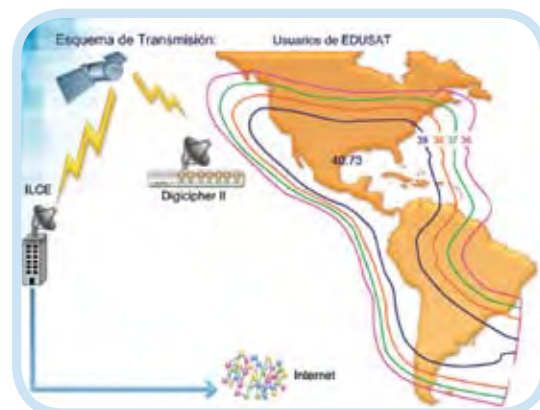 Esquema de Transmisión:
Usuarios de EDUSAT
39 38 37 36
40.73
Digicipher II
ILCE
Internet